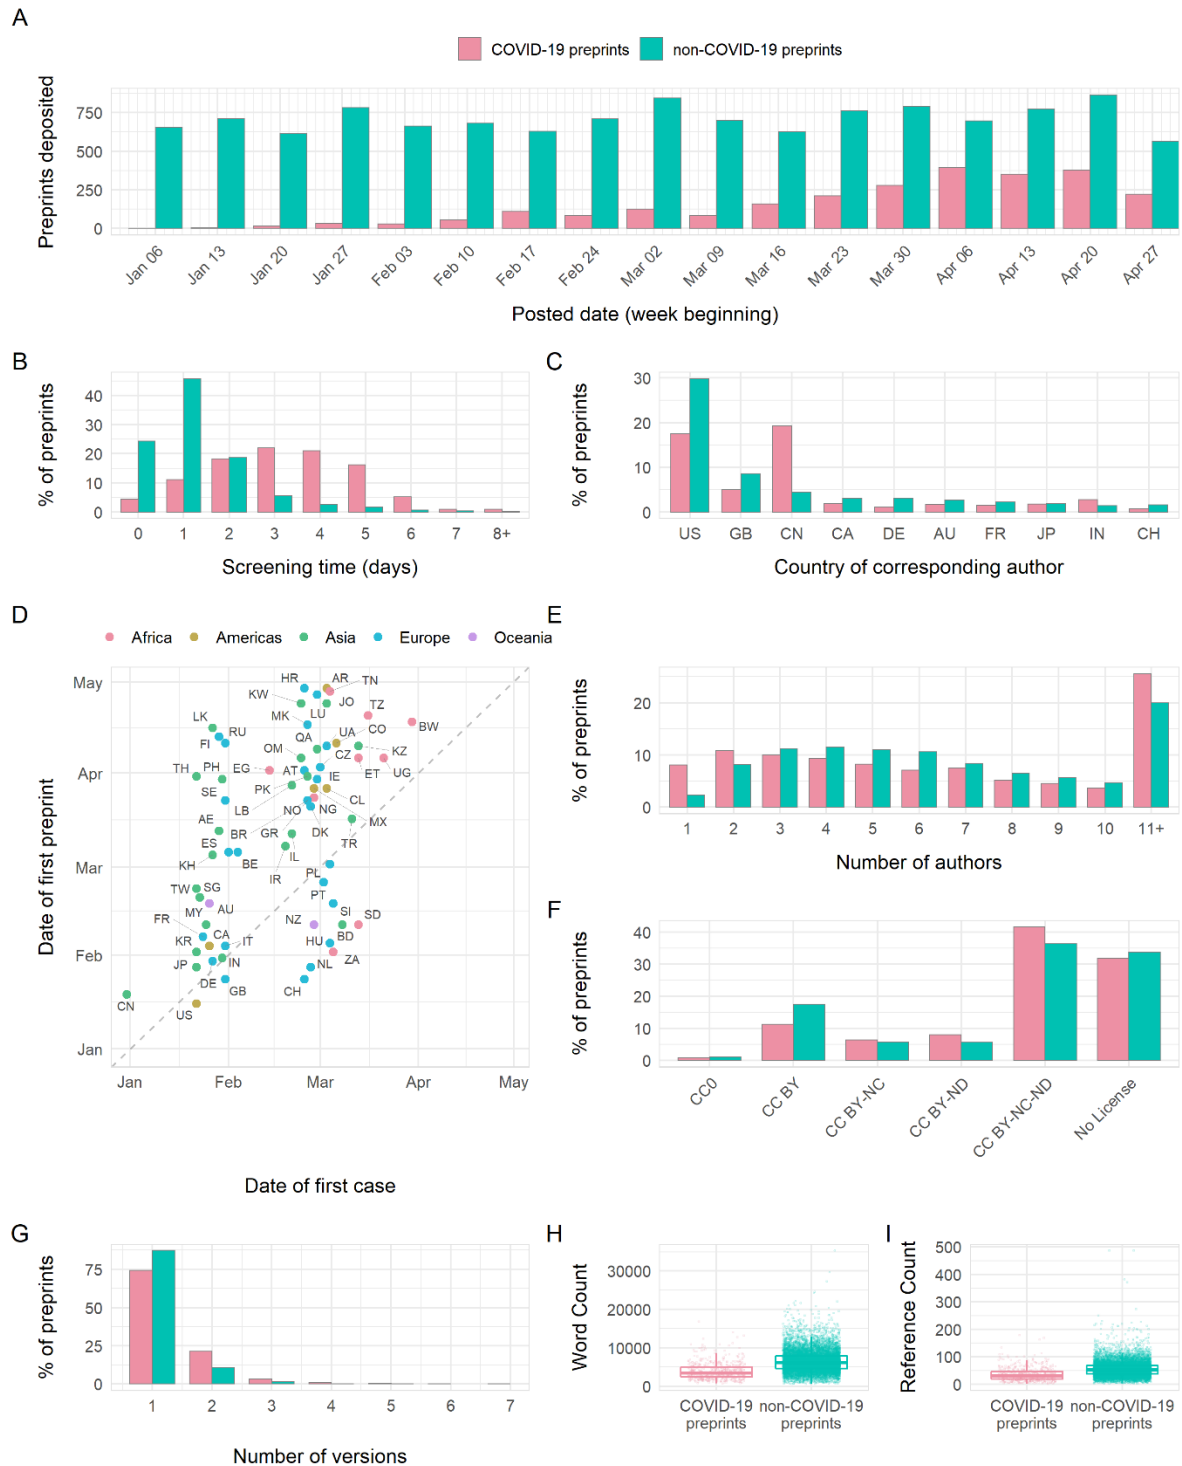 A
COVID-19 preprints non-COVID-19 preprints
Preprints deposited
750
500
250
0
Jan 06 Jan 13 Jan 20 Jan 27 Feb 03 Feb 10 Feb 17 Feb 24 Mar 02 Mar 09 Mar 16 Mar 23 Mar 30 Apr 06 Apr 13 Apr 20 Apr 27
Posted date (week beginning)
B
% of preprints
40
30
20
10
0
0 1 2 3 4 5 6 7 8+
Screening time (days)
C
% of preprints
30
20
10
0
US GB CN CA DE AU FR JP IN CH
Country of corresponding author
D
Africa Americas Asia Europe Oceania
Date of first preprint
May
Apr
Mar
Feb
Jan
HR AR TN
KW JO TZ
LK MK LU BW
RU QA UA CO
FI OM CZ KZ
TH PH EG AT IE ET UG
SE PK
LB NO NG CL
AE BR DK MX
ES GR TR
KH BE IL
IR PL
TW SG PT
MY AU NZ SI SD
FR CA
KR IT HU BD
JP IN NL ZA
DE GB CH
CN US
Jan Feb Mar Apr May
Date of first case
E
% of preprints
20
10
0
1 2 3 4 5 6 7 8 9 10 11+
Number of authors
F
% of preprints
40
30
20
10
0
CC0 CC BY CC BY-NC CC BY-ND CC BY-NC-ND No License
G
% of preprints
75
50
25
0
1 2 3 4 5 6 7
Number of versions
H
Word Count
30000
20000
10000
0
COVID-19 non-COVID-19
preprints preprints
I
Reference Count
500
400
300
200
100
0
COVID-19 non-COVID-19
preprints preprints